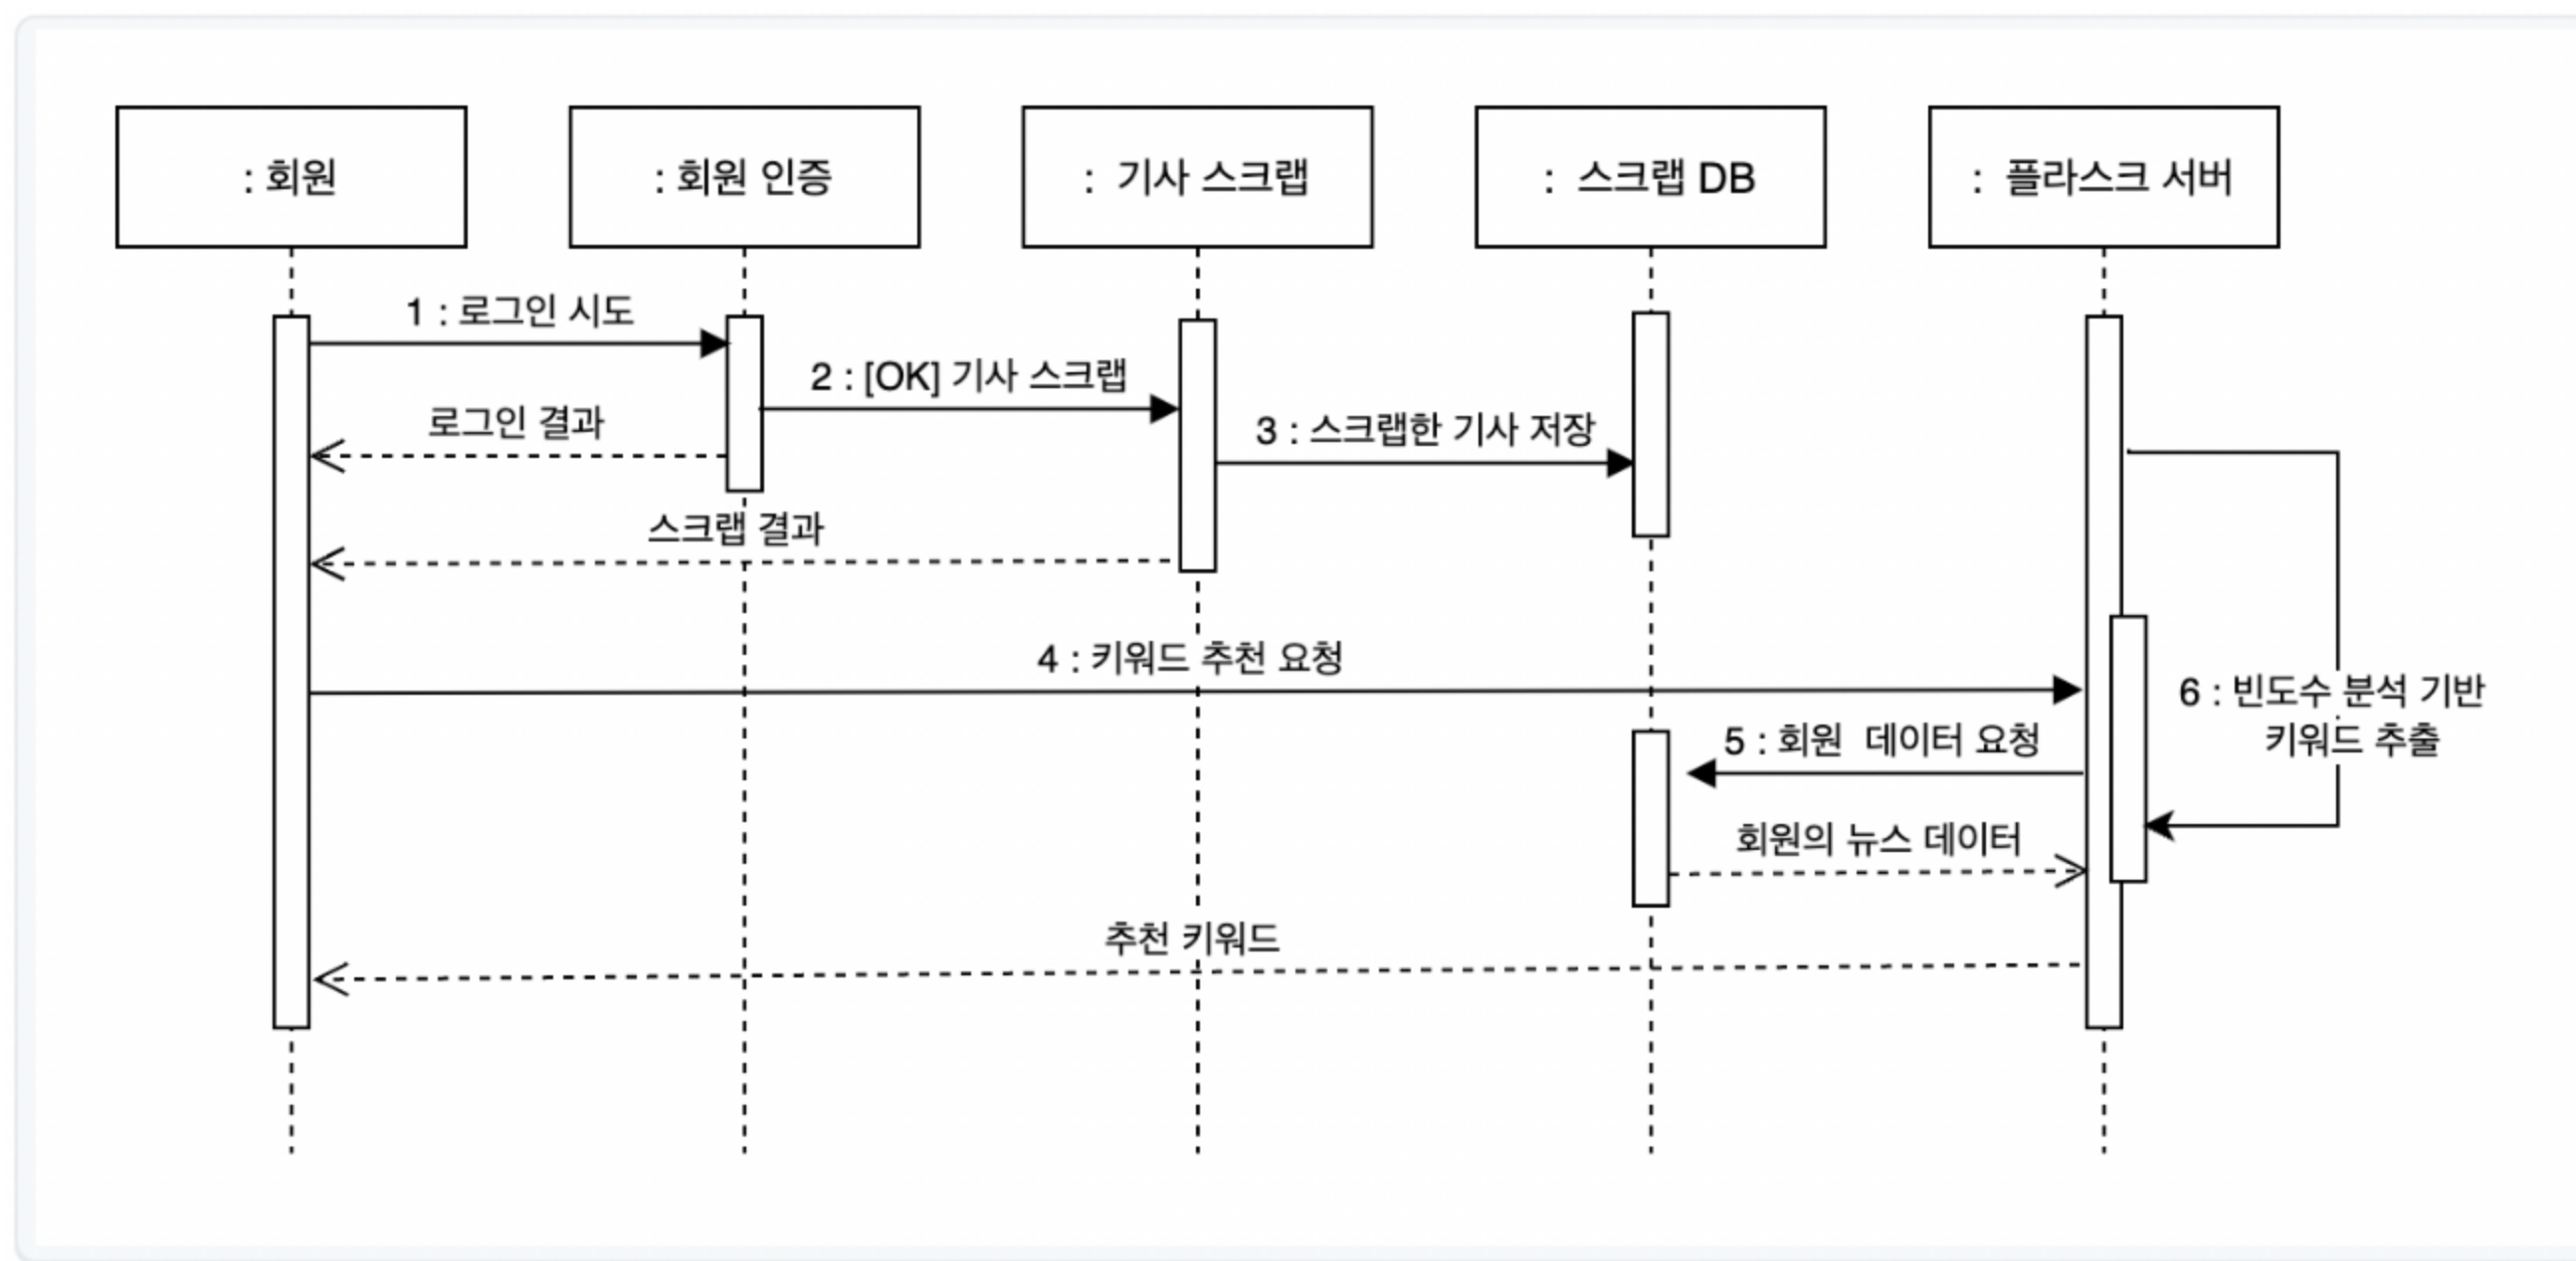 : 회원
: 회원 인증
: 기사 스크랩
: 스크랩 DB
: 플라스크 서버
1 : 로그인 시도
2 : [OK] 기사 스크랩
로그인 결과
3 : 스크랩한 기사 저장
스크랩 결과
4 : 키워드 추천 요청
6 : 빈도수 분석 기반
키워드 추출
5 : 회원 데이터 요청
회원의 뉴스 데이터
추천 키워드